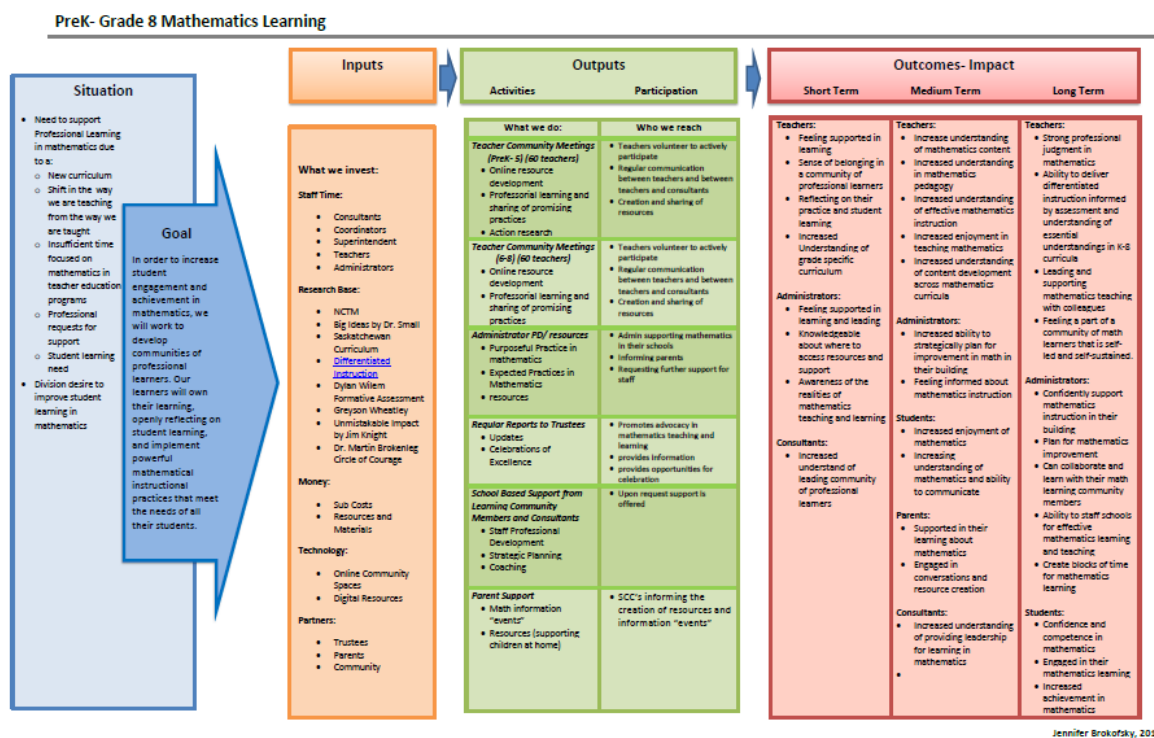 PreK- Grade 8 Mathematics Learning
Situation
• Need to support
Professional Learning
in mathematics due
to a:
o New curriculum
o Shift in the way
we are teaching
from the way we
are taught
o Insufficient time
focused on
mathematics in
teacher education
programs
o Professional
requests for
support
o Student learning
need
• Division desire to
improve student
learning in
mathematics
Goal
In order to increase
student
engagement and
achievement in
mathematics, we
will work to
develop
communities of
professional
learners. Our
learners will own
their learning,
openly reflecting on
student learning,
and implement
powerful
mathematical
instructional
practices that meet
the needs of all
their students.
Inputs
What we invest:
Staff Time:
• Consultants
• Coordinators
• Superintendent
• Teachers
• Administrators
Research Base:
• NCTM
• Big Ideas by Dr. Small
• Saskatchewan
Curriculum
• Differentiated
Instruction
• Dylan Wilem
Formative Assessment
• Greyson Wheatley
• Unmistakable Impact
by Jim Knight
• Dr. Martin Brokenleg
Circle of Courage
Money:
• Sub Costs
• Resources and
Materials
Technology:
• Online Community
Spaces
• Digital Resources
Partners:
• Trustees
• Parents
• Community
Outputs
Activities Participation
What we do: Who we reach
Teacher Community Meetings
(PreK- 5) (60 teachers)
• Online resource
development
• Professorial learning and
sharing of promising
practices
• Action research
• Teachers volunteer to actively
participate
• Regular communication
between teachers and between
teachers and consultants
• Creation and sharing of
resources
Teacher Community Meetings
(6-8) (60 teachers)
• Online resource
development
• Professorial learning and
sharing of promising
practices
• Teachers volunteer to actively
participate
• Regular communication
between teachers and between
teachers and consultants
• Creation and sharing of
resources
Administrator PD/ resources
• Purposeful Practice in
mathematics
• Expected Practices in
Mathematics
• resources
• Admin supporting mathematics
in their schools
• Informing parents
• Requesting further support for
staff
Regular Reports to Trustees
• Updates
• Celebrations of
Excellence
• Promotes advocacy in
mathematics teaching and
learning
• provides information
• provides opportunities for
celebration
School Based Support from
Learning Community
Members and Consultants
• Staff Professional
Development
• Strategic Planning
• Coaching
• Upon request support is
offered
Parent Support
• Math information
"events"
• Resources (supporting
children at home)
• SCC's informing the
creation of resources and
information "events"
Outcomes- Impact
Short Term Medium Term Long Term
Teachers:
• Feeling supported in
learning
• Sense of belonging in
a community of
professional learners
• Reflecting on their
practice and student
learning
• Increased
Understanding of
grade specific
curriculum
Administrators:
• Feeling supported in
learning and leading
• Knowledgeable
about where to
access resources and
support
• Awareness of the
realities of
mathematics
teaching and learning
Consultants:
• Increased
understand of
leading community
of professional
learners
Teachers:
• Increase understanding
of mathematics content
• Increased understanding
in mathematics
pedagogy
• Increased understanding
of effective mathematics
instruction
• Increased enjoyment in
teaching mathematics
• Increased understanding
of content development
across mathematics
curricula
Administrators:
• Increased ability to
strategically plan for
improvement in math in
their building
• Feeling informed about
mathematics instruction
Students:
• Increased enjoyment of
mathematics
• Increasing
understanding of
mathematics and ability
to communicate
Parents:
• Supported in their
learning about
mathematics
• Engaged in
conversations and
resource creation
Consultants:
• Increased understanding
of providing leadership
for learning in
mathematics
•
Teachers:
• Strong professional
judgment in
mathematics
• Ability to deliver
differentiated
instruction informed
by assessment and
understanding of
essential
understandings in K-8
curricula
• Leading and
supporting
mathematics teaching
with colleagues
• Feeling a part of a
community of math
learners that is self-
led and self-sustained.
Administrators:
• Confidently support
mathematics
instruction in their
building
• Plan for mathematics
improvement
• Can collaborate and
learn with their math
learning community
members
• Ability to staff schools
for effective
mathematics learning
and teaching
• Create blocks of time
for mathematics
learning
Students:
• Confidence and
competence in
mathematics
• Engaged in their
mathematics learning
• Increased
achievement in
mathematics
Jennifer Brokofsky, 201